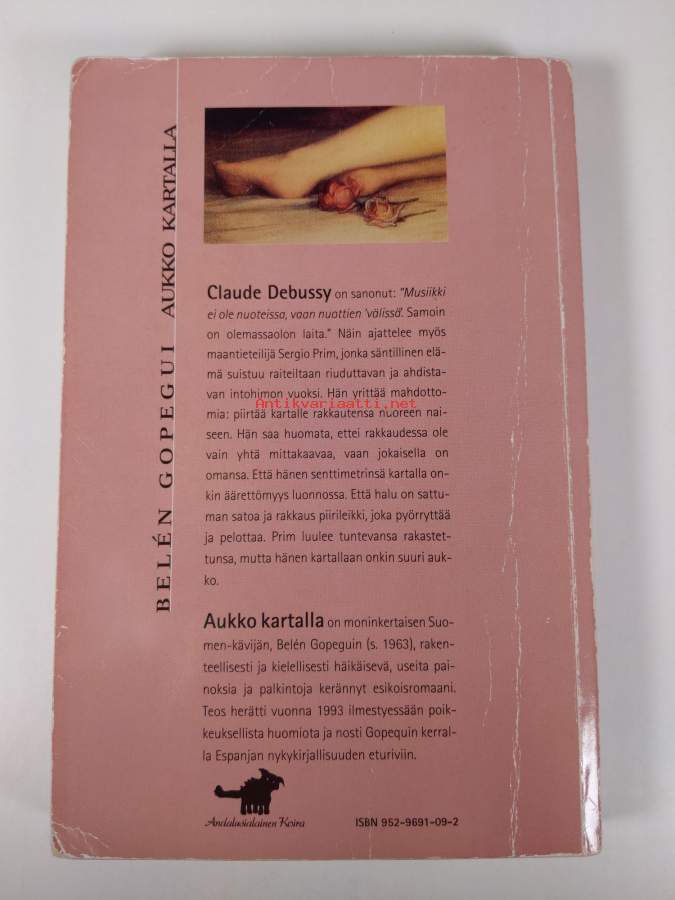 BELÉN GOPEGUI AUKKO KARTALLA
Claude Debussy on sanonut: "Musiikki
ei ole nuoteissa, vaan nuottien 'välissä'. Samoin
on olemassaolon laita." Näin ajattelee myös
maantieteilijä Sergio Prim, jonka säntillinen elä-
mä suistuu raiteiltaan riuduttavan ja ahdista-
van intohimon vuoksi. Hän yrittää mahdotto-
Antikvariaatti.net
mia: piirtää kartalle rakkautensa nuoreen nai-
seen. Hän saa huomata, ettei rakkaudessa ole
vain yhtä mittakaavaa, vaan jokaisella on
omansa. Että hänen senttimetrinsä kartalla on-
kin äärettömyys luonnossa. Että halu on sattu-
man satoa ja rakkaus piirileikki, joka pyörryttää
ja pelottaa. Prim luulee tuntevansa rakastet-
tunsa, mutta hänen kartallaan onkin suuri auk-
ko.
Aukko kartalla on moninkertaisen Suo-
men-kävijän, Belén Gopeguin (s. 1963), raken-
teellisesti ja kielellisesti häikäisevä, useita pai-
noksia ja palkintoja kerännyt esikoisromaani.
Teos herätti vuonna 1993 ilmestyessään poik-
keuksellista huomiota ja nosti Gopequin kerral-
la Espanjan nykykirjallisuuden eturiviin.
Andalusialainen Koira
ISBN 952-9691-09-2